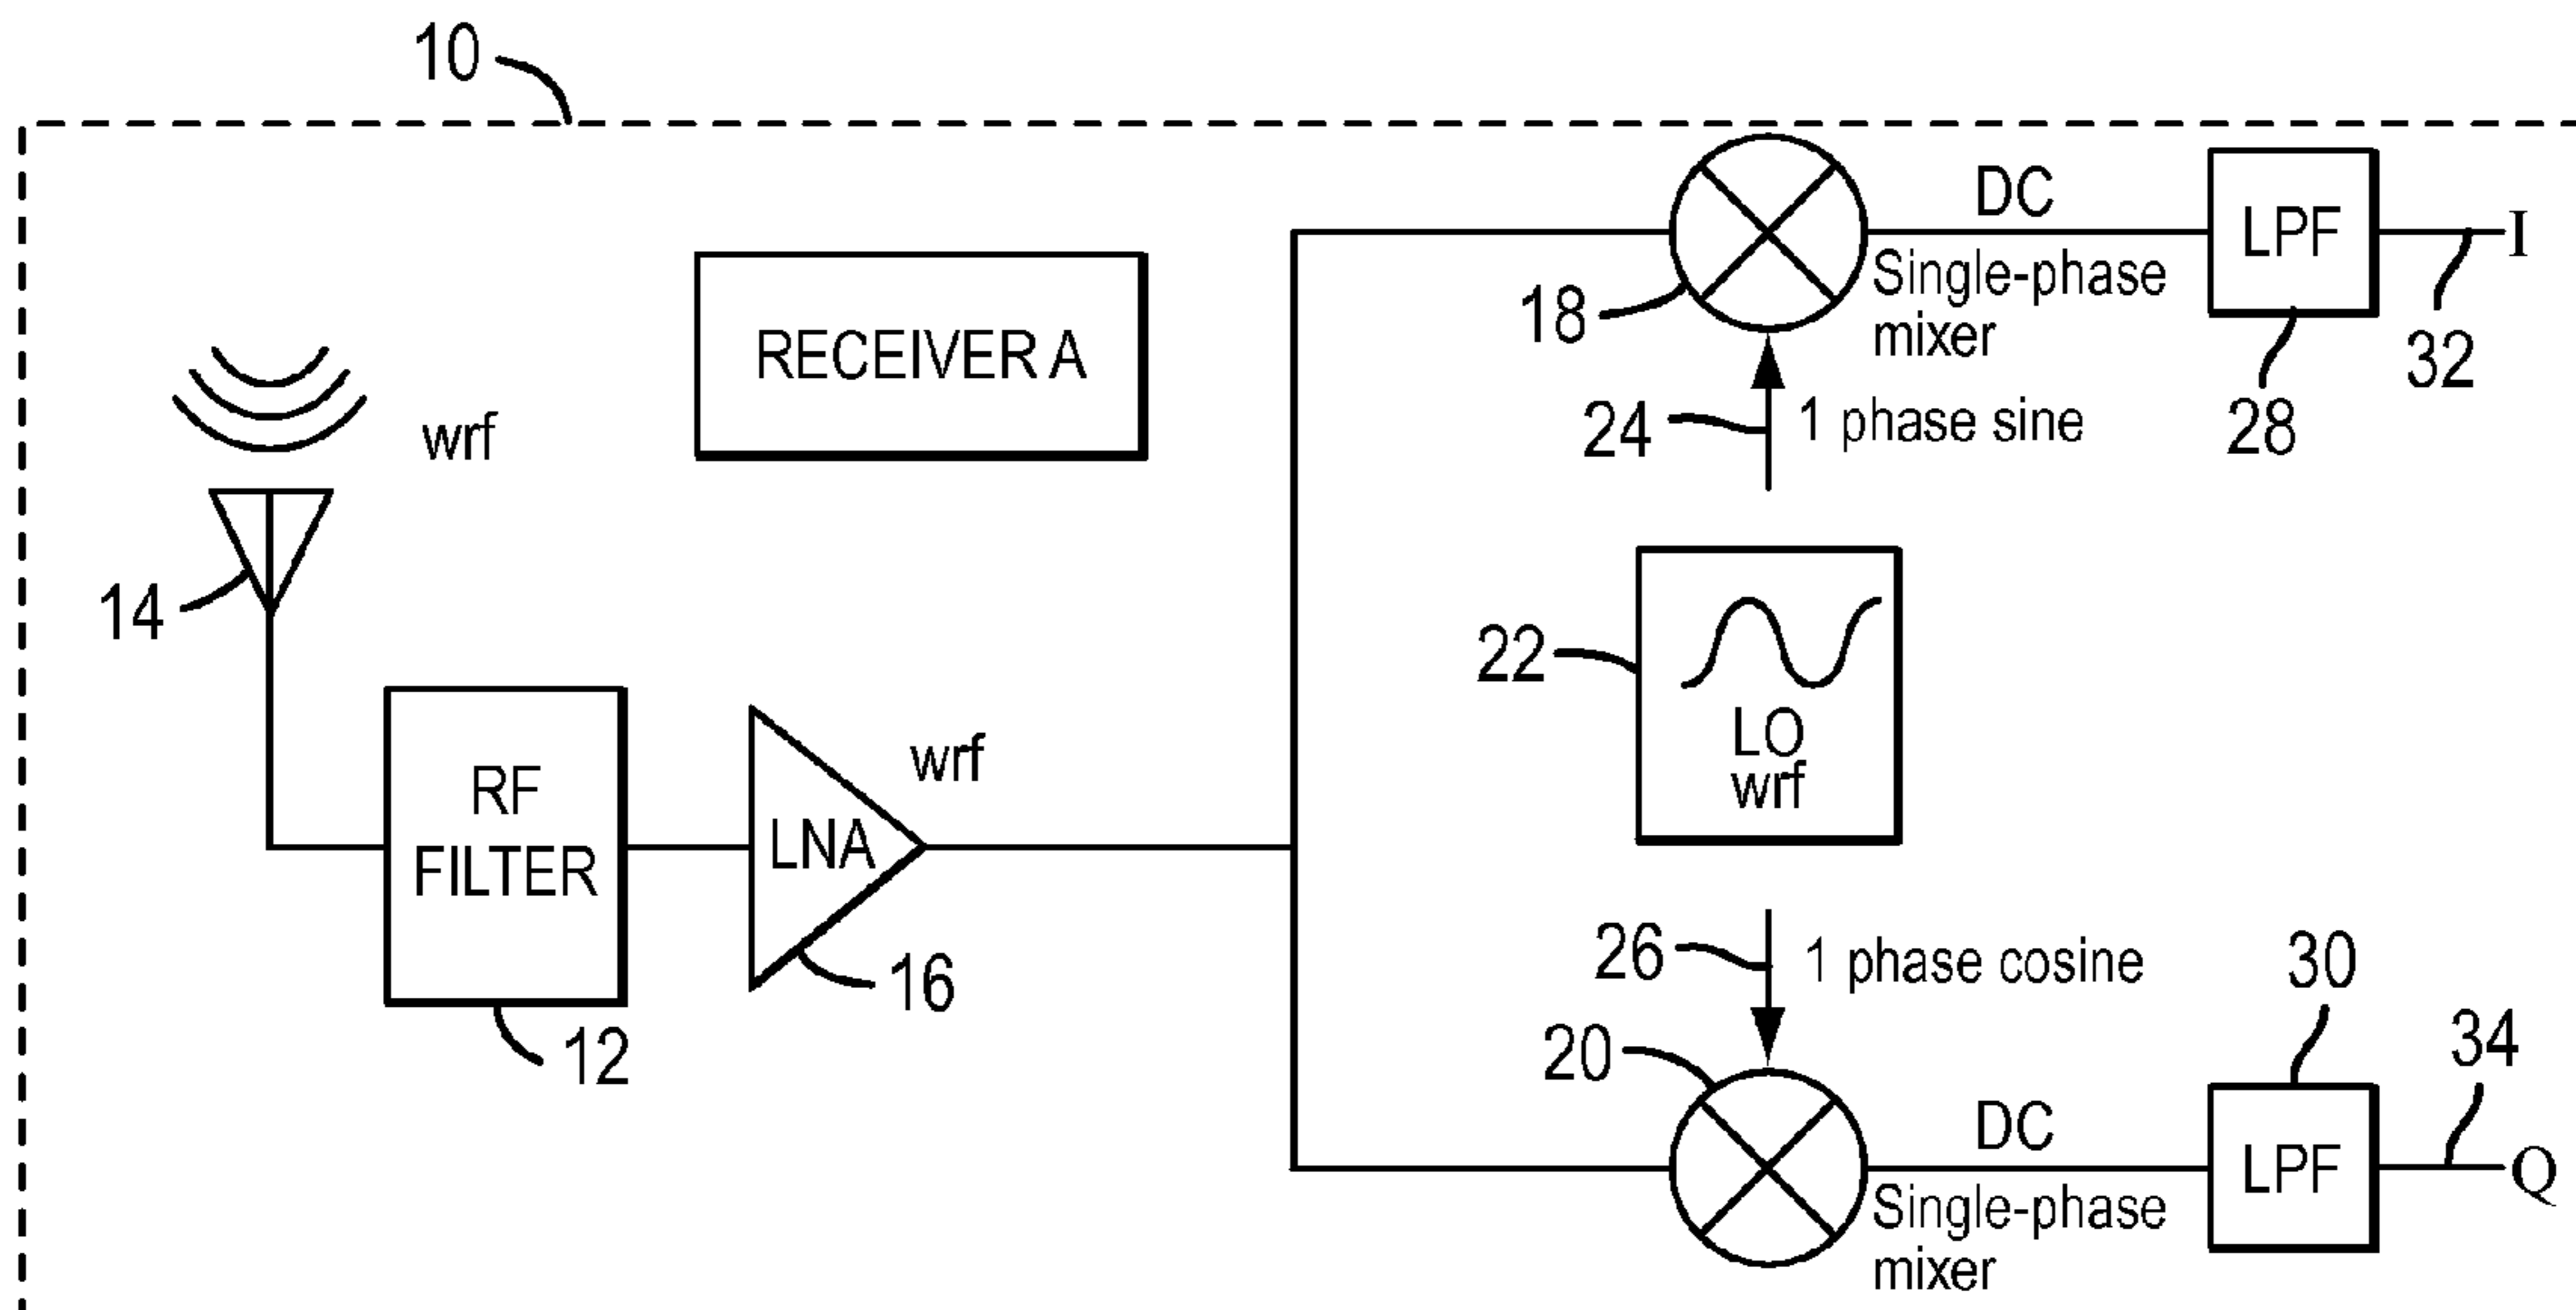 10
DC
Single-phase
mixer
LPF
I
18
32
RECEIVER A
24
1 phase sine
28
wrf
14
22
LO
wrf
RF
FILTER
LNA
wrf
16
12
26
1 phase cosine
30
20
34
DC
Single-phase
mixer
LPF
Q